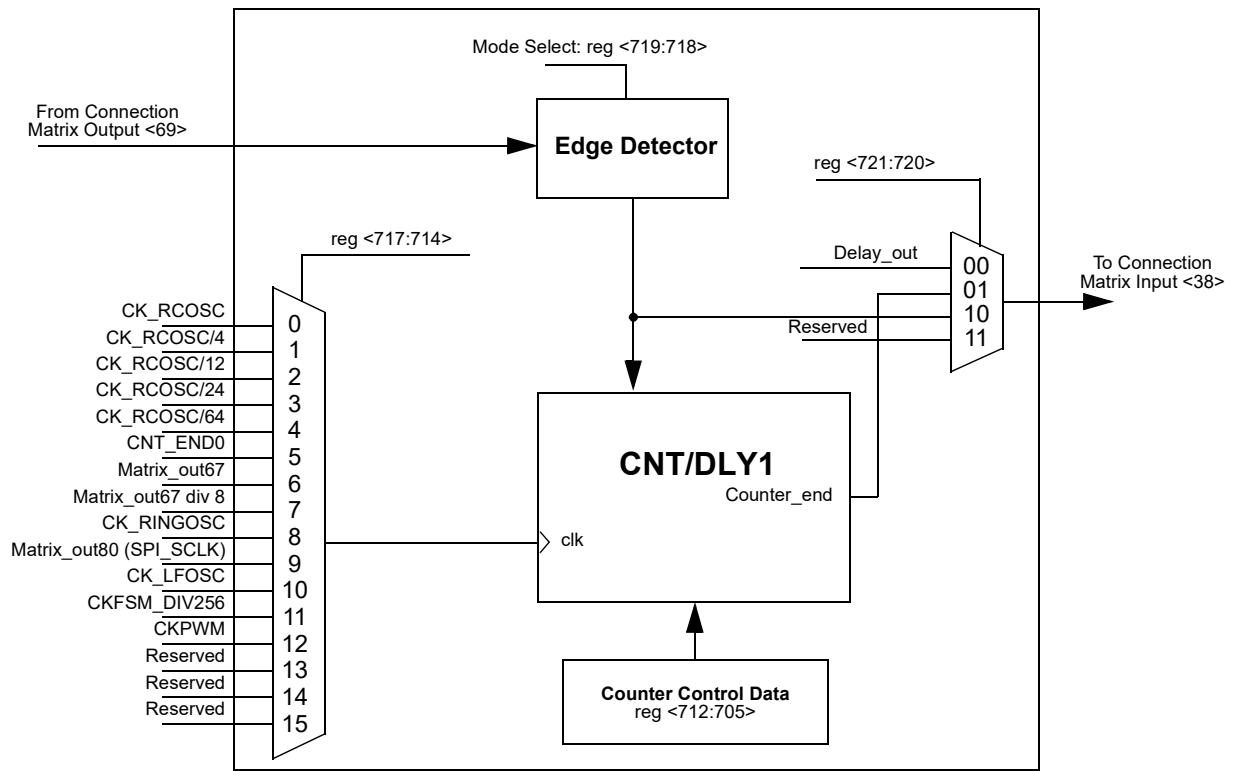 Mode Select: reg <719:718>
From Connection
Matrix Output <69>
Edge Detector
reg <721:720>
reg <717:714>
Delay_out
00
01
10
11
To Connection
Matrix Input <38>
Reserved
CK_RCOSC
0
CK_RCOSC/4
1
CK_RCOSC/12
2
CK_RCOSC/24
3
CK_RCOSC/64
4
CNT_END0
5
Matrix_out67
6
Matrix_out67 div 8
7
CK_RINGOSC
8
Matrix_out80 (SPI_SCLK)
9
CK_LFOSC
10
CKFSM_DIV256
11
CKPWM
12
Reserved
13
Reserved
14
Reserved
15
CNT/DLY1
Counter_end
clk
Counter Control Data
reg <712:705>